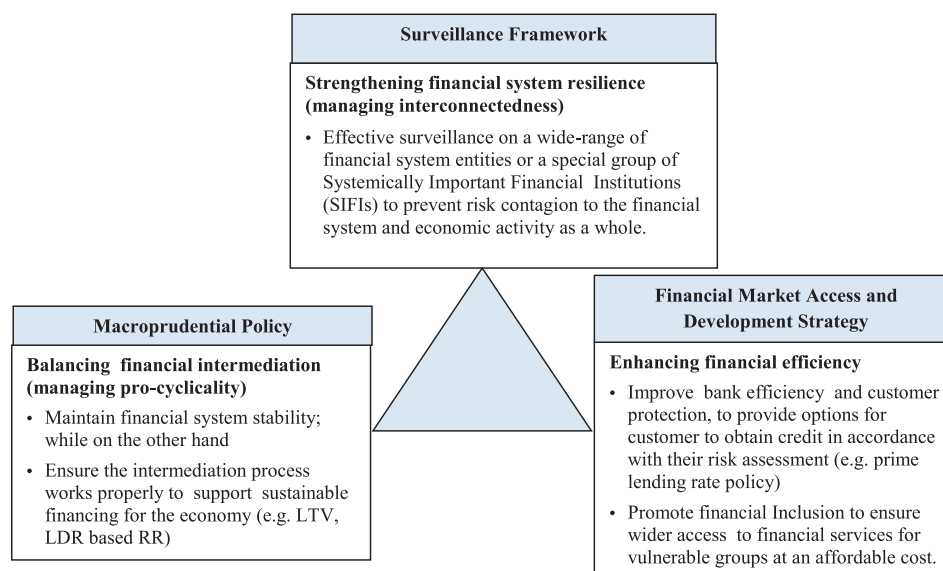 Surveillance Framework
Strengthening financial system resilience
(managing interconnectedness)
• Effective surveillance on a wide-range of
financial system entities or a special group of
Systemically Important Financial Institutions
(SIFIs) to prevent risk contagion to the financial
system and economic activity as a whole.
Macroprudential Policy
Balancing financial intermediation
(managing pro-cyclicality)
• Maintain financial system stability;
while on the other hand
• Ensure the intermediation process
works properly to support sustainable
financing for the economy (e.g. LTV,
LDR based RR)
Financial Market Access and
Development Strategy
Enhancing financial efficiency
• Improve bank efficiency and customer
protection, to provide options for
customer to obtain credit in accordance
with their risk assessment (e.g. prime
lending rate policy)
• Promote financial Inclusion to ensure
wider access to financial services for
vulnerable groups at an affordable cost.